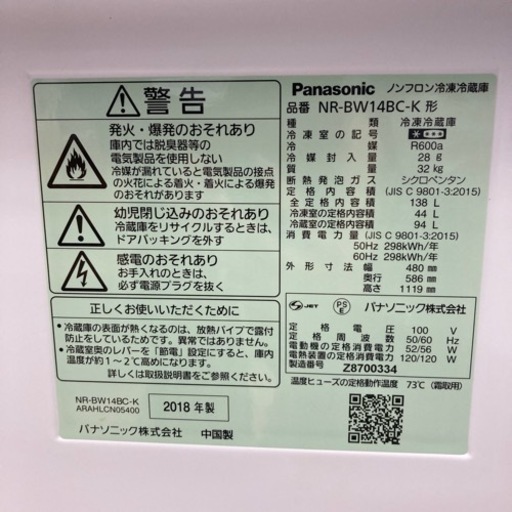 警告
発火・爆発のおそれあり
庫内では脱臭器等の
電気製品を使用しない
冷媒が漏れていると電気製品の接点
の火花による着火・着火による爆発
のおそれがあります
幼児閉じ込みのおそれあり
冷蔵庫をリサイクルするときは、
ドアパッキングを外す
感電のおそれあり
お手入れのときは、
必ず電源プラグを抜く
正しくお使いいただくために
・冷蔵庫の表面が熱くなるのは、放熱パイプで露付
防止をしているためです。異常ではありません。
・冷蔵室奥のレバーを「節電」設定にすると、庫内
温度が約1〜2℃高めになります。
詳しくは取扱説明書をお読みください。
NR-BW14BC-K
ARAHLCN05400
2018年製
パナソニック株式会社 中国製
Panasonic ノンフロン冷凍冷蔵庫
品番 NR-BW14BC-K 形
種類 冷凍冷蔵庫
冷凍室の記号
冷媒 R600a
冷媒封入量 28 g
質量 32 kg
断熱発泡ガス シクロペンタン
定格内容積 (JIS C 9801-3:2015)
全定格内容積 138 L
冷凍室の定格内容積 44 L
冷蔵室の定格内容積 94 L
消費電力量 (JIS C 9801-3:2015)
50Hz 298kWh/年
60Hz 298kWh/年
外形寸法 幅 480 mm
奥行 586 mm
高さ 1119 mm
JET PS E パナソニック株式会社
定格電圧 100 V
定格周波数 50/60 Hz
電動機の定格消費電力 52/56 W
電熱装置の定格消費電力 120/120 W
製造番号 Z8700334
温度ヒューズの定格動作温度 73℃ (霜取用)